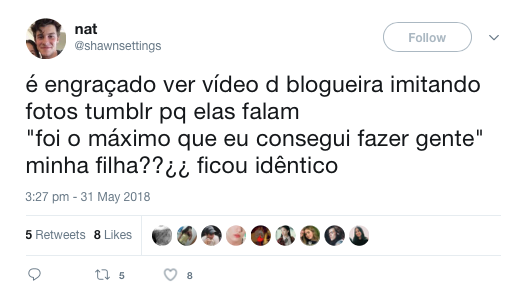 nat
@shawnsettings
Follow
é engraçado ver vídeo d blogueira imitando
fotos tumblr pq elas falam
"foi o máximo que eu consegui fazer gente"
minha filha??¿¿ ficou idêntico
3:27 pm - 31 May 2018
5 Retweets 8 Likes
5 8